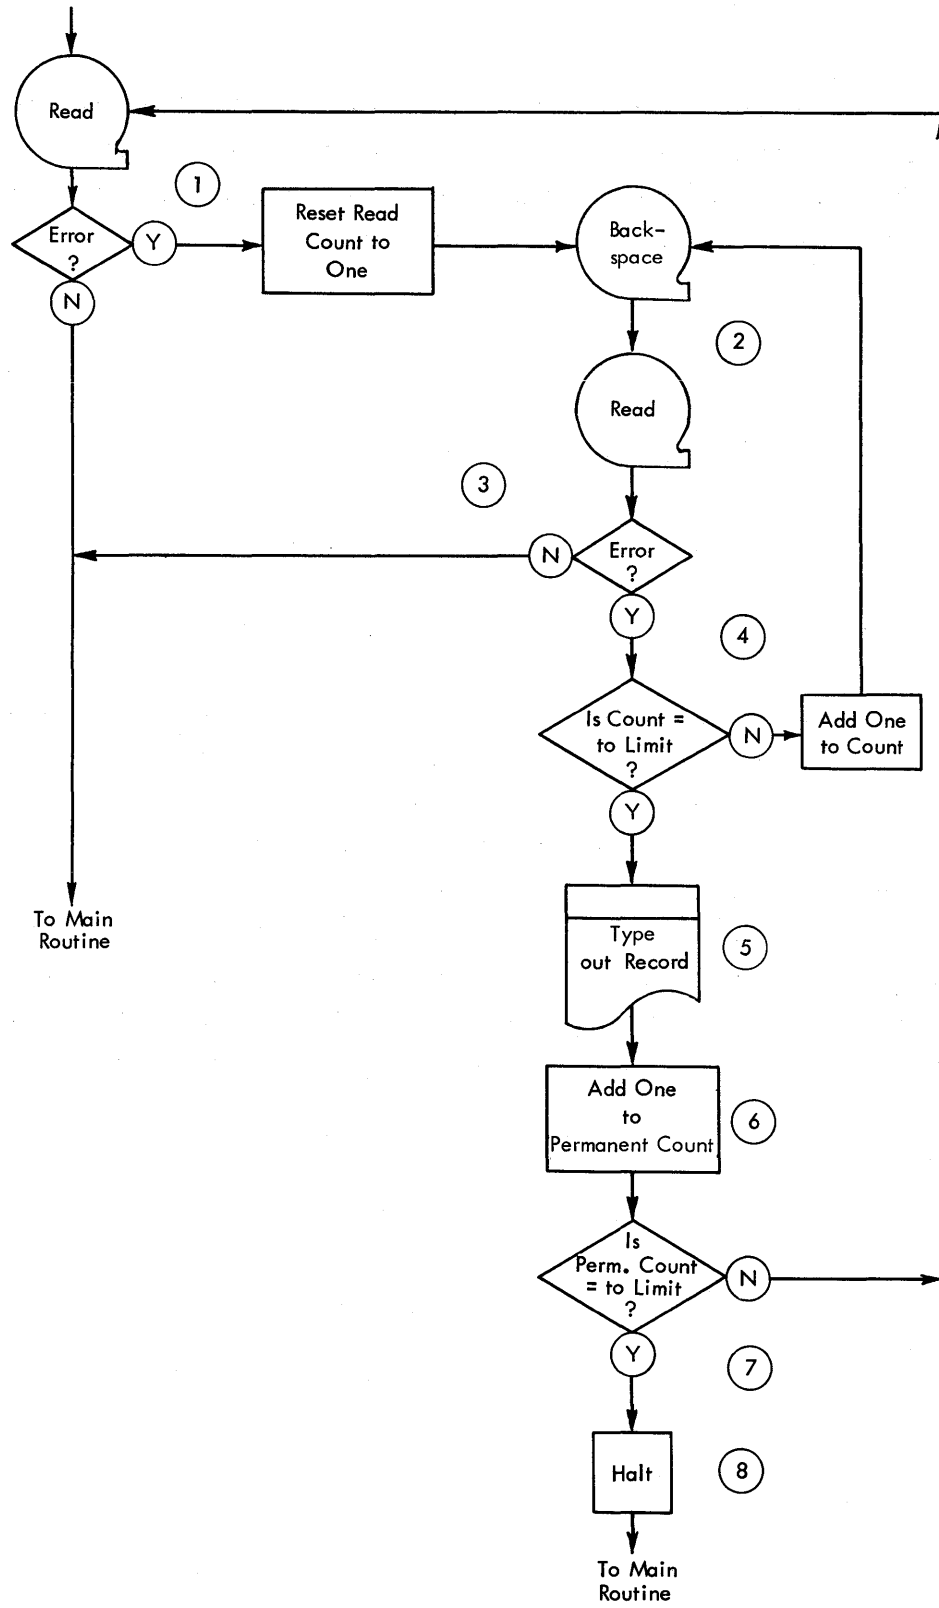 Read
1
Error
?
Y
N
Reset Read
Count to
One
Back-
space
2
Read
3
N
Error
?
Y
4
Is Count =
to Limit
?
N
Add One
to Count
Y
To Main
Routine
Type
out Record
5
Add One
to
Permanent Count
6
Is
Perm. Count
= to Limit
?
N
Y
7
Halt
8
To Main
Routine